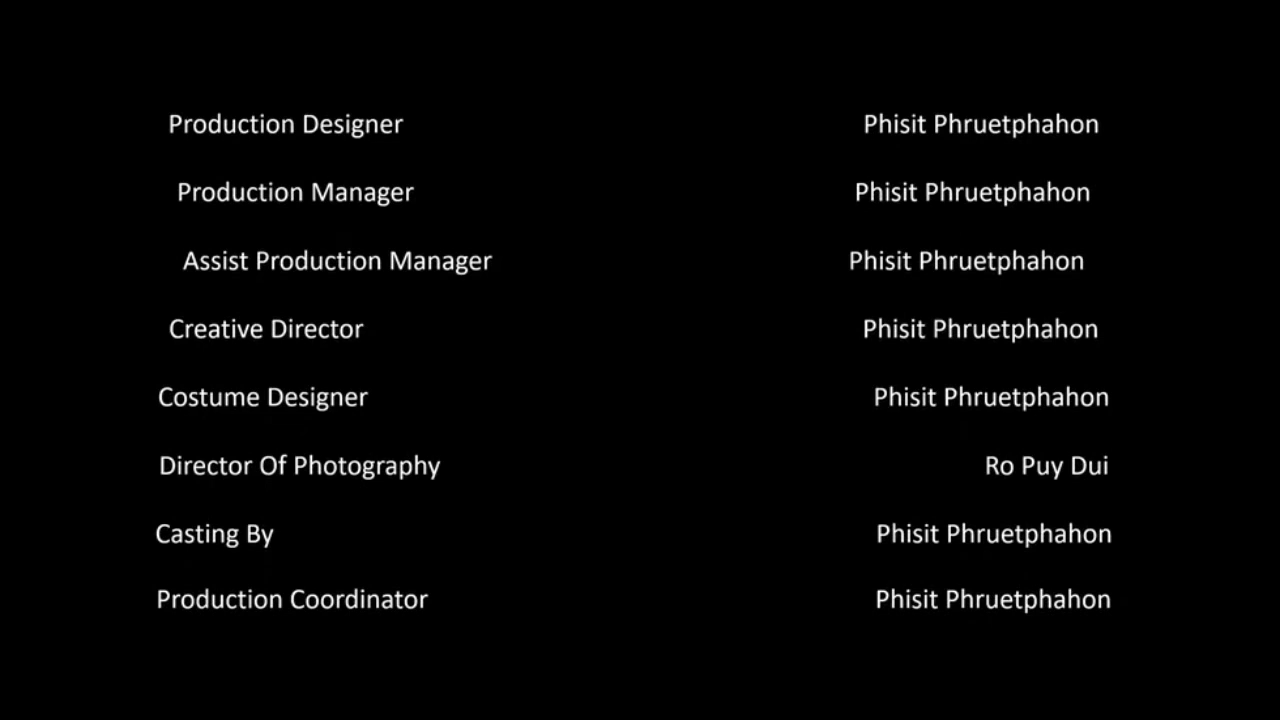 Production Designer Phisit Phruetphahon
Production Manager Phisit Phruetphahon
Assist Production Manager Phisit Phruetphahon
Creative Director Phisit Phruetphahon
Costume Designer Phisit Phruetphahon
Director Of Photography Ro Puy Dui
Casting By Phisit Phruetphahon
Production Coordinator Phisit Phruetphahon